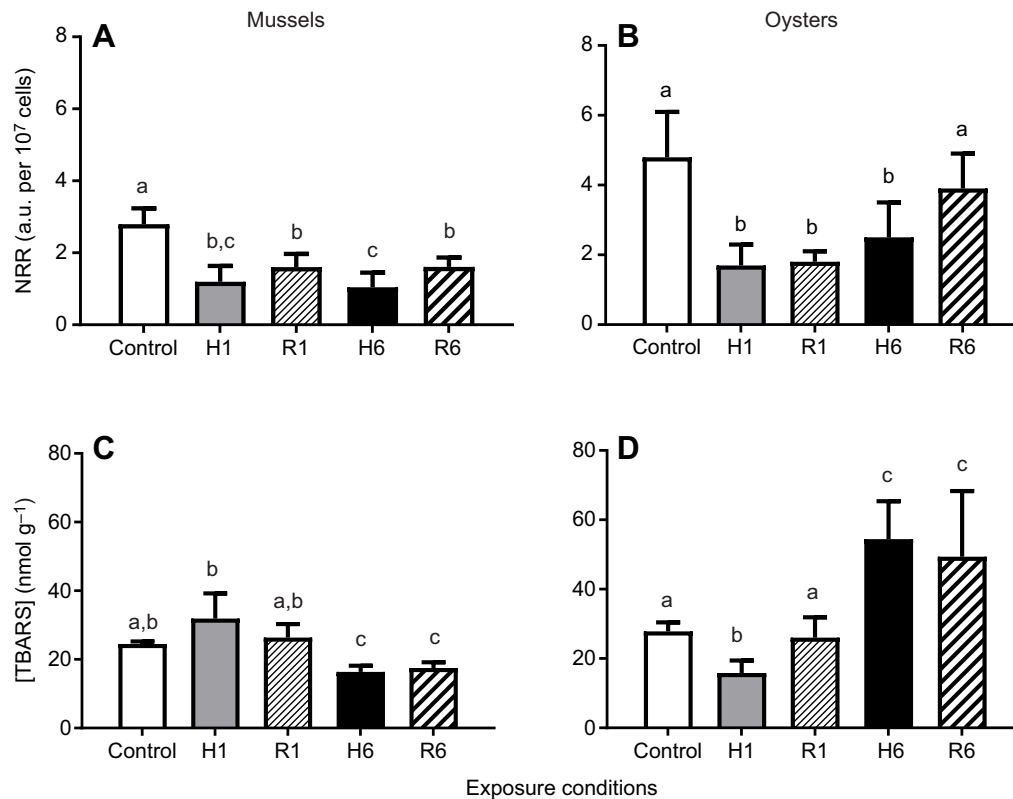 Mussels
Oysters
A
B
8
6
4
2
0
NRR (a.u. per 10⁷ cells)
a
b,c
b
c
b
Control H1 R1 H6 R6
8
6
4
2
0
a
b
b
b
a
Control H1 R1 H6 R6
C
D
80
60
40
20
0
[TBARS] (nmol g⁻¹)
a,b
b
a,b
c
c
Control H1 R1 H6 R6
80
60
40
20
0
a
b
a
c
c
Control H1 R1 H6 R6
Exposure conditions